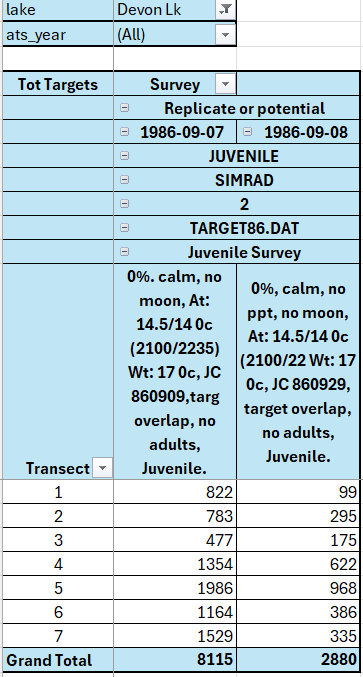 lake Devon Lk
ats_year (All)
Tot Targets Survey
Replicate or potential
1986-09-07 1986-09-08
JUVENILE
SIMRAD
2
TARGET86.DAT
Juvenile Survey
0%. calm, no
moon, At:
14.5/14 0c
(2100/2235)
Wt: 17 0c, JC
860909,targ
overlap, no
adults,
Juvenile.
0%, calm, no
ppt, no moon,
At: 14.5/14 0c
(2100/22 Wt: 17
0c, JC 860929,
target overlap,
no adults,
Juvenile.
Transect
1 822 99
2 783 295
3 477 175
4 1354 622
5 1986 968
6 1164 386
7 1529 335
Grand Total 8115 2880